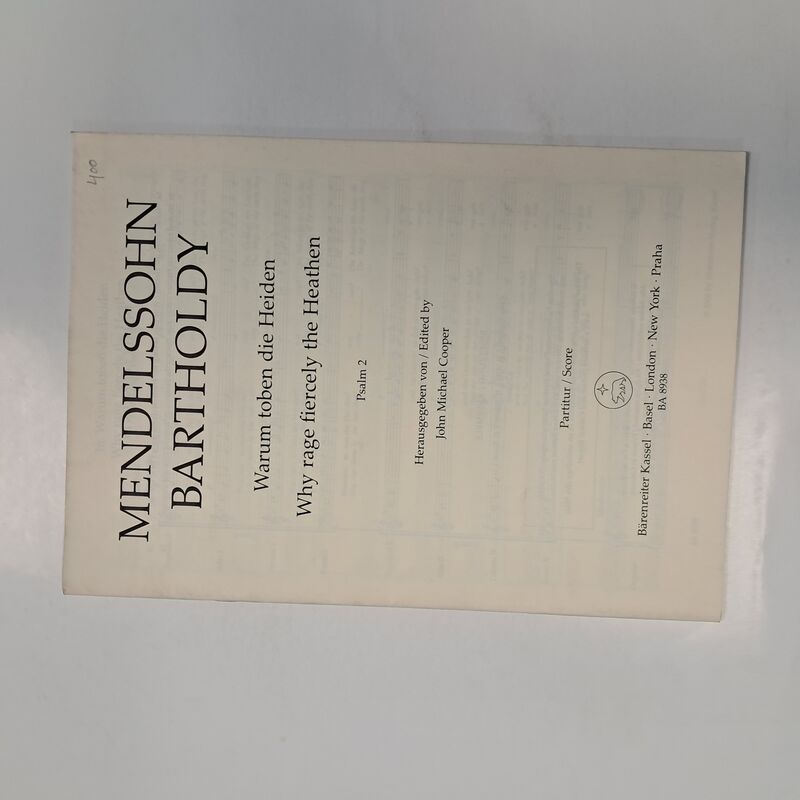 400
MENDELSSOHN
BARTHOLDY
Warum toben die Heiden
Why rage fiercely the Heathen
Psalm 2
Herausgegeben von / Edited by
John Michael Cooper
Partitur / Score
Bärenreiter Kassel · Basel · London · New York · Praha
BA 8938